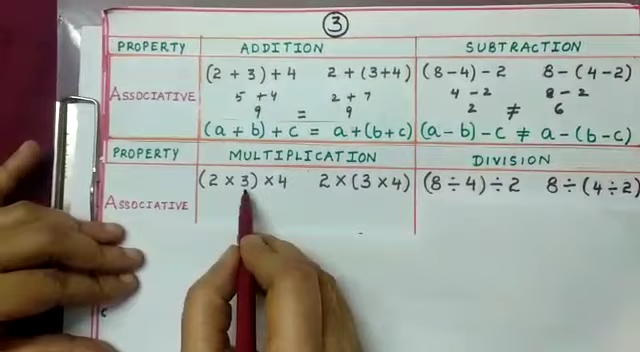 3
PROPERTY ADDITION SUBTRACTION
ASSOCIATIVE (2 + 3) + 4 2 + (3+4) (8-4) - 2 8 - (4 - 2)
5 + 4 2 + 7 4 - 2 8 - 2
9 = 9 2 ≠ 6
(a + b) + c = a + (b + c) (a - b) - c ≠ a - (b - c)
PROPERTY MULTIPLICATION DIVISION
ASSOCIATIVE (2 × 3) × 4 2 × (3 × 4) (8 ÷ 4) ÷ 2 8 ÷ (4 ÷ 2)